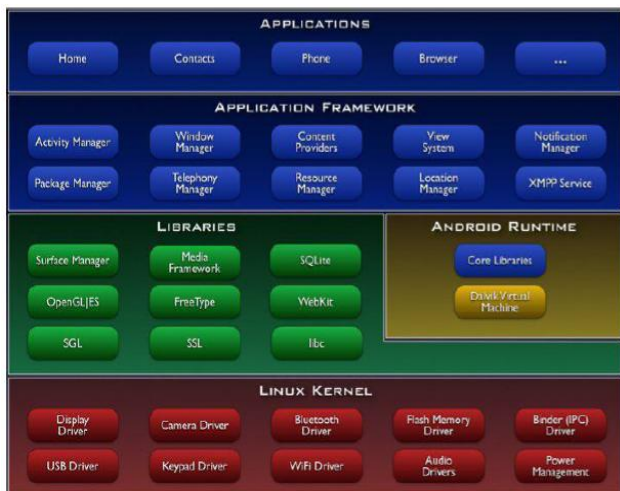 APPLICATIONS
Home Contacts Phone Browser ...
APPLICATION FRAMEWORK
Activity Manager Window Manager Content Providers View System Notification Manager
Package Manager Telephony Manager Resource Manager Location Manager XMPP Service
LIBRARIES
Surface Manager Media Framework SQLite
OpenGL|ES FreeType WebKit
SGL SSL libc
ANDROID RUNTIME
Core Libraries
Dalvik Virtual Machine
LINUX KERNEL
Display Driver Camera Driver Bluetooth Driver Flash Memory Driver Binder (IPC) Driver
USB Driver Keypad Driver WiFi Driver Audio Drivers Power Management